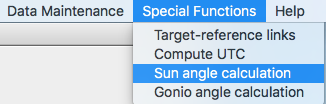 Data Maintenance Special Functions Help
Target-reference links
Compute UTC
Sun angle calculation
Gonio angle calculation